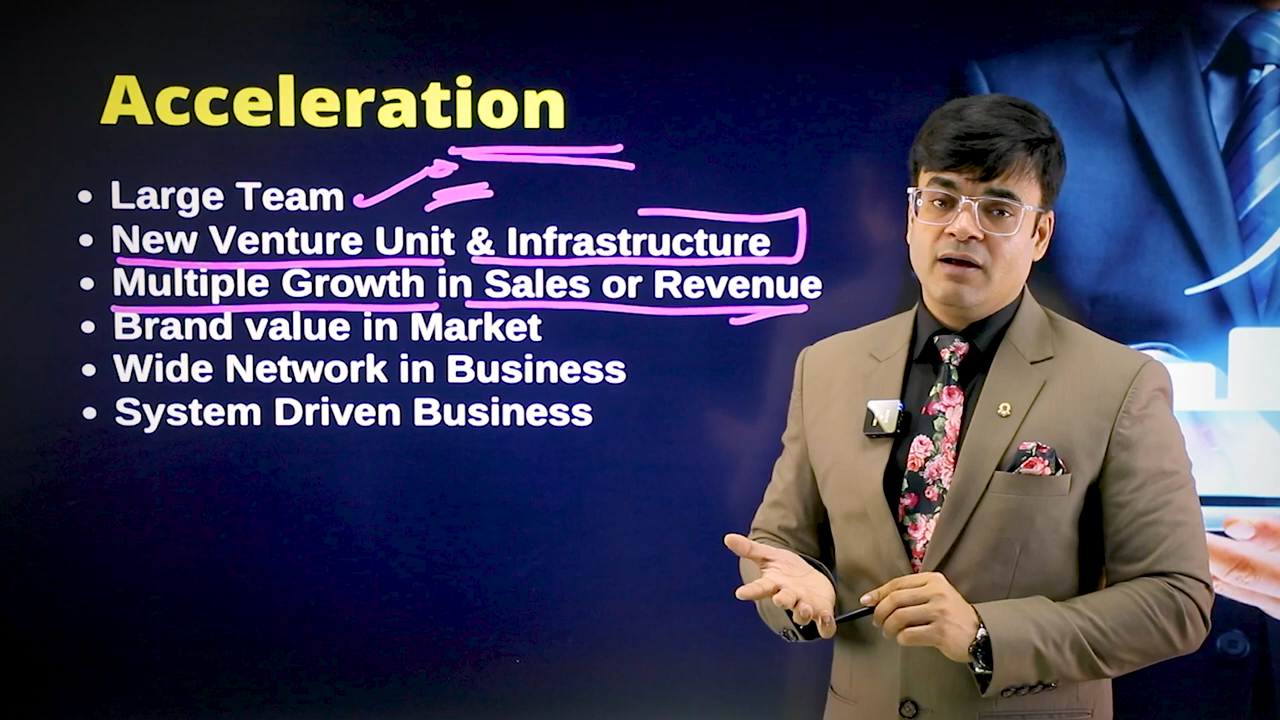 Acceleration
• Large Team
• New Venture Unit & Infrastructure
• Multiple Growth in Sales or Revenue
• Brand value in Market
• Wide Network in Business
• System Driven Business